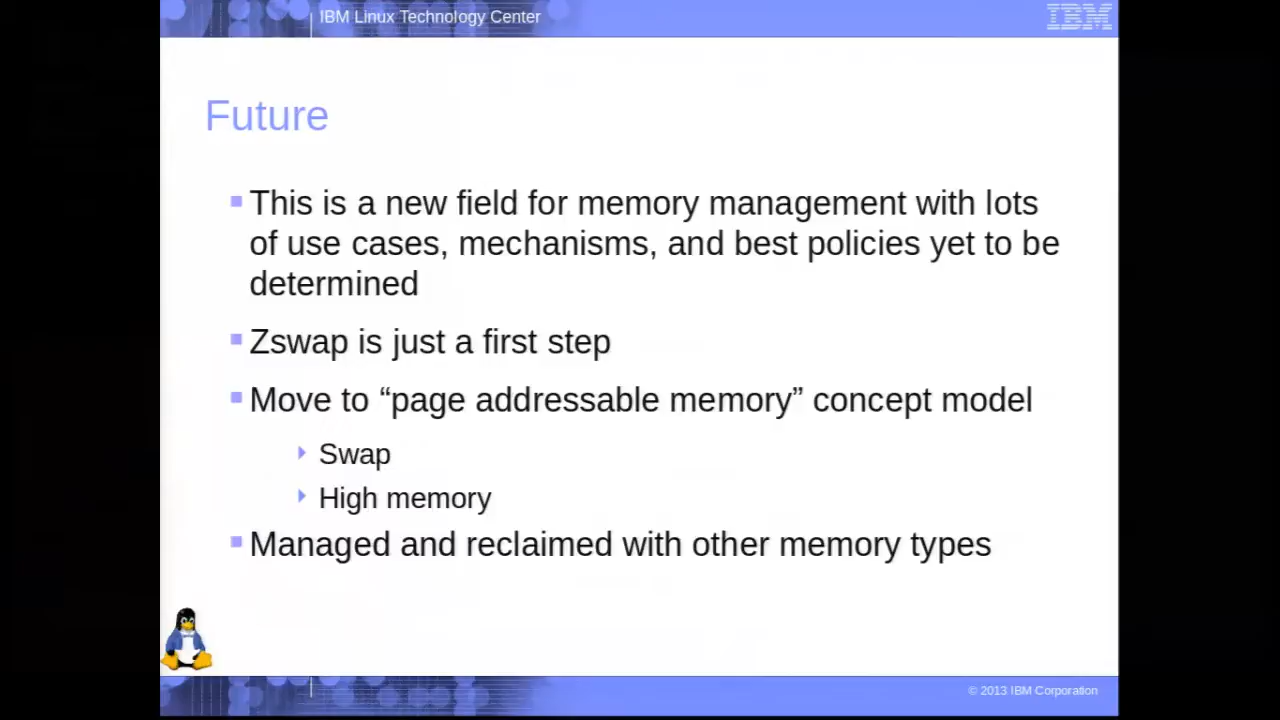 IBM Linux Technology Center
IBM
Future
This is a new field for memory management with lots
of use cases, mechanisms, and best policies yet to be
determined
Zswap is just a first step
Move to “page addressable memory” concept model
Swap
High memory
Managed and reclaimed with other memory types
© 2013 IBM Corporation